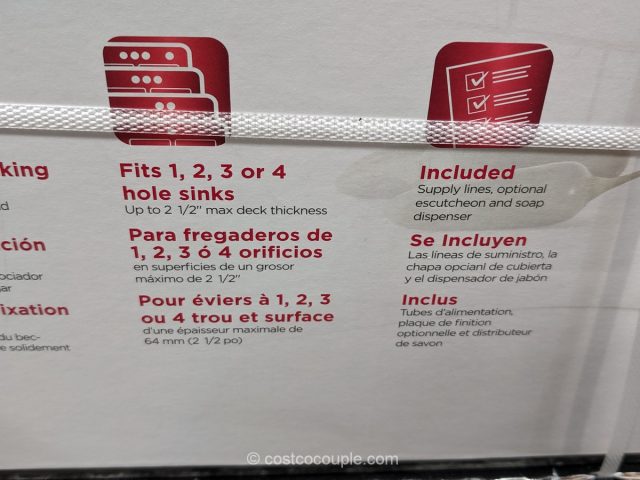 king
d
ción
ociador
gar
ixation
du bec-
e solidement
Fits 1, 2, 3 or 4
hole sinks
Up to 2 1/2" max deck thickness
Para fregaderos de
1, 2, 3 ó 4 orificios
en superficies de un grosor
máximo de 2 1/2"
Pour éviers à 1, 2, 3
ou 4 trou et surface
d'une épaisseur maximale de
64 mm (2 1/2 po)
Included
Supply lines, optional
escutcheon and soap
dispenser
Se Incluyen
Las líneas de suministro, la
chapa opcianl de cubierta
y el dispensador de jabón
Inclus
Tubes d'alimentation,
plaque de finition
optionnelle et distributeur
de savon
© costcocouple.com